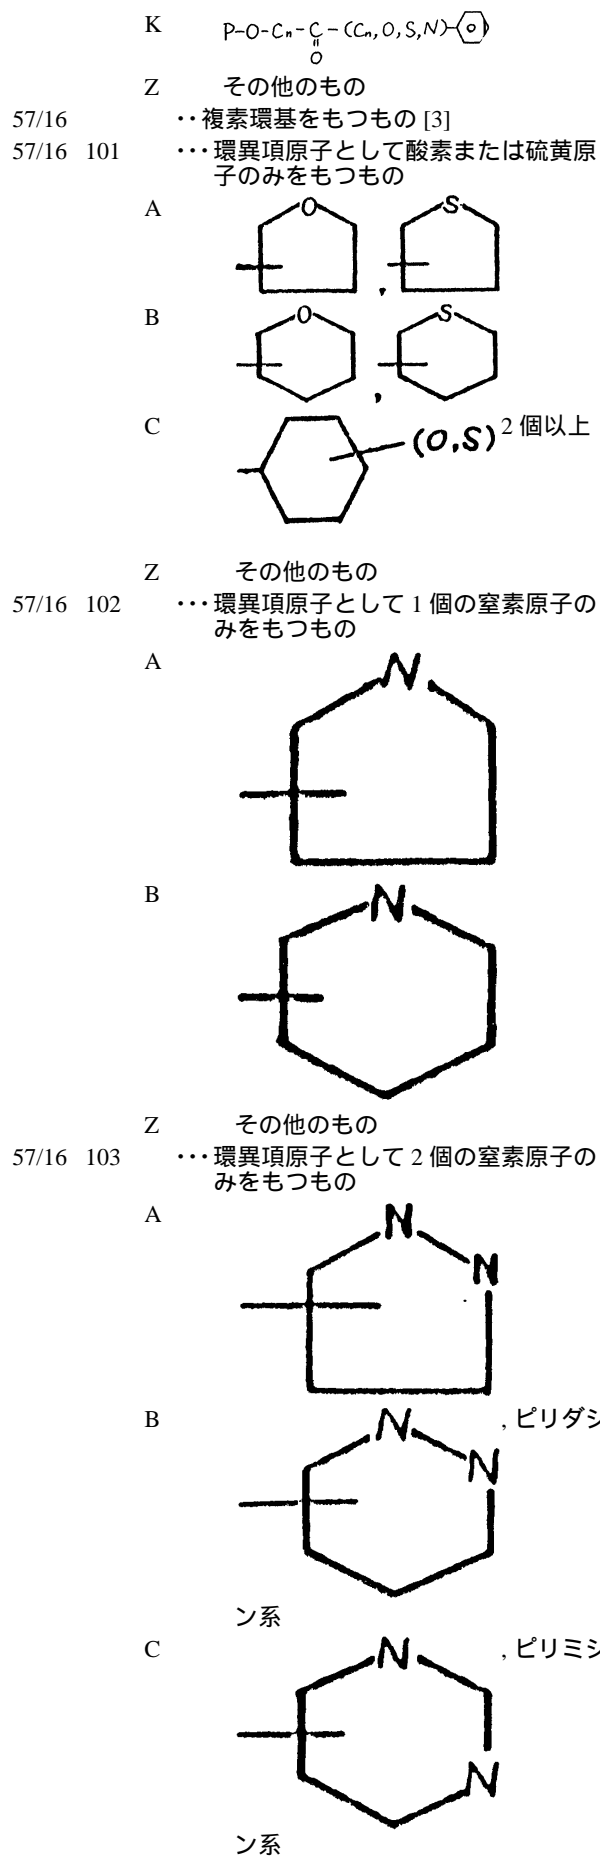 K P-O-Cn-C-(Cn,O,S,N)-
O
Z その他のもの
57/16 ‥複素環基をもつもの [3]
57/16 101 …環異項原子として酸素または硫黄原
子のみをもつもの
A O , S
B O , S
C (O,S) 2 個以上
Z その他のもの
57/16 102 …環異項原子として 1 個の窒素原子の
みをもつもの
A N
B N
Z その他のもの
57/16 103 …環異項原子として 2 個の窒素原子の
みをもつもの
A N
N
B N , ピリダジ
N
ン系
C N , ピリミジ
N
ン系